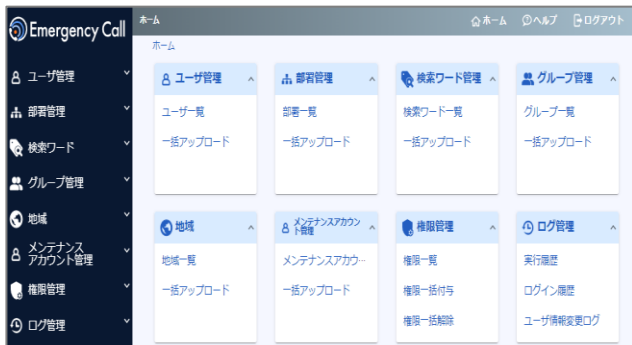 Emergency Call
ホーム
ホーム ヘルプ ログアウト
ホーム
ユーザ管理
部署管理
検索ワード
グループ管理
地域
メンテナンス
アカウント管理
権限管理
ログ管理
ユーザ管理
ユーザ一覧
一括アップロード
部署管理
部署一覧
一括アップロード
検索ワード管理
検索ワード一覧
一括アップロード
グループ管理
グループ一覧
一括アップロード
地域
地域一覧
一括アップロード
メンテナンスアカウン
ト管理
メンテナンスアカウ…
一括アップロード
権限管理
権限一覧
権限一括付与
権限一括解除
ログ管理
実行履歴
ログイン履歴
ユーザ情報変更ログ